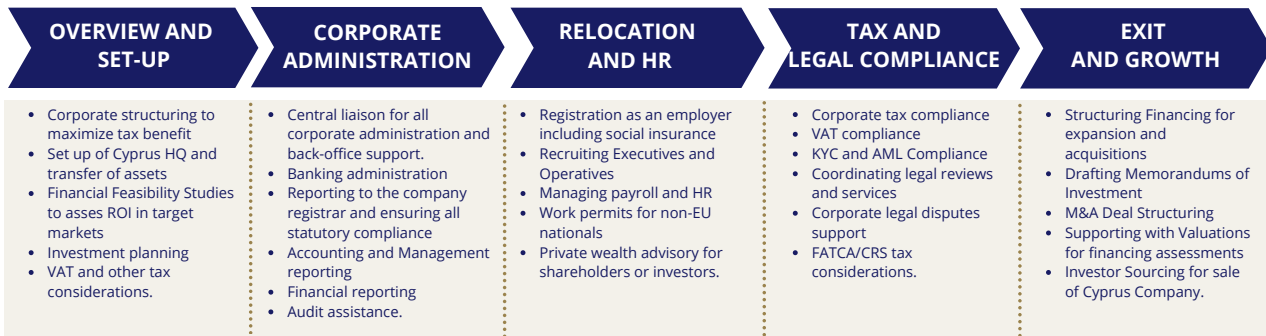 OVERVIEW AND
SET-UP
• Corporate structuring to
maximize tax benefit
• Set up of Cyprus HQ and
transfer of assets
• Financial Feasibility Studies
to asses ROI in target
markets
• Investment planning
• VAT and other tax
considerations.
CORPORATE
ADMINISTRATION
• Central liaison for all
corporate administration and
back-office support.
• Banking administration
• Reporting to the company
registrar and ensuring all
statutory compliance
• Accounting and Management
reporting
• Financial reporting
• Audit assistance.
RELOCATION
AND HR
• Registration as an employer
including social insurance
• Recruiting Executives and
Operatives
• Managing payroll and HR
• Work permits for non-EU
nationals
• Private wealth advisory for
shareholders or investors.
TAX AND
LEGAL COMPLIANCE
• Corporate tax compliance
• VAT compliance
• KYC and AML Compliance
• Coordinating legal reviews
and services
• Corporate legal disputes
support
• FATCA/CRS tax
considerations.
EXIT
AND GROWTH
• Structuring Financing for
expansion and
acquisitions
• Drafting Memorandums of
Investment
• M&A Deal Structuring
• Supporting with Valuations
for financing assessments
• Investor Sourcing for sale
of Cyprus Company.